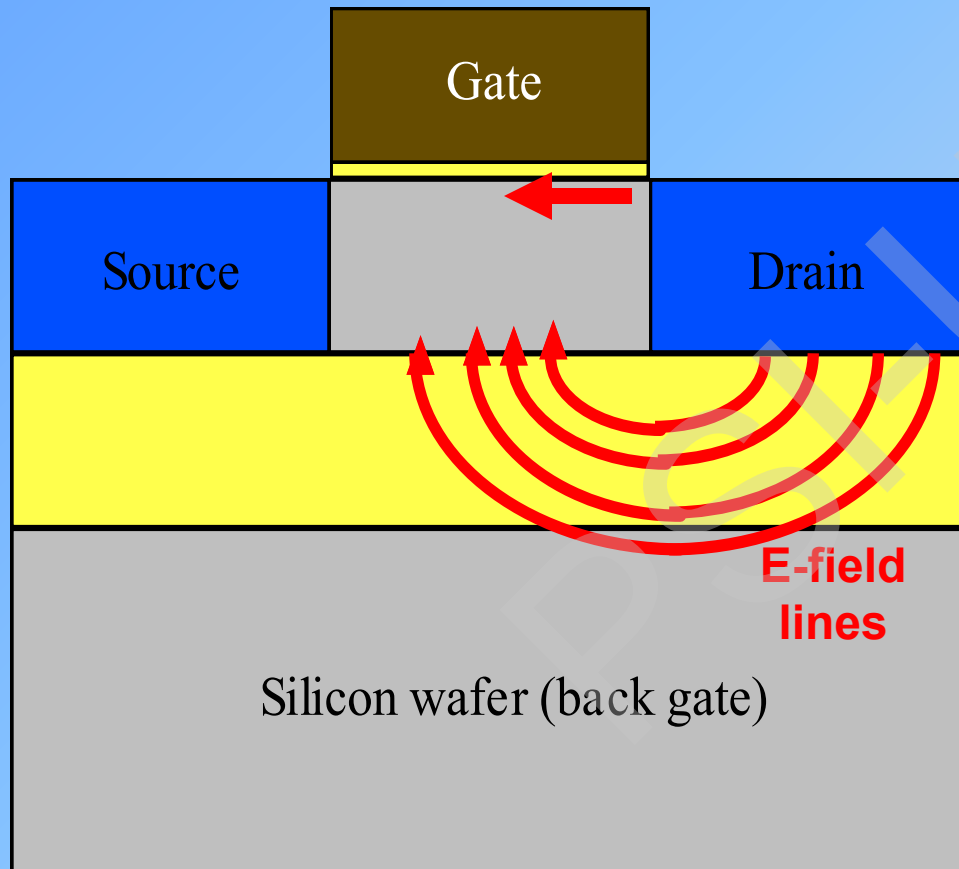 Gate
Source
Drain
E-field
lines
Silicon wafer (back gate)